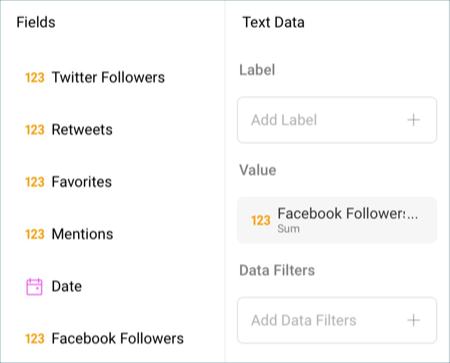 Fields
123 Twitter Followers
123 Retweets
123 Favorites
123 Mentions
Date
123 Facebook Followers
Text Data
Label
Add Label +
Value
123 Facebook Followers...
Sum
Data Filters
Add Data Filters +